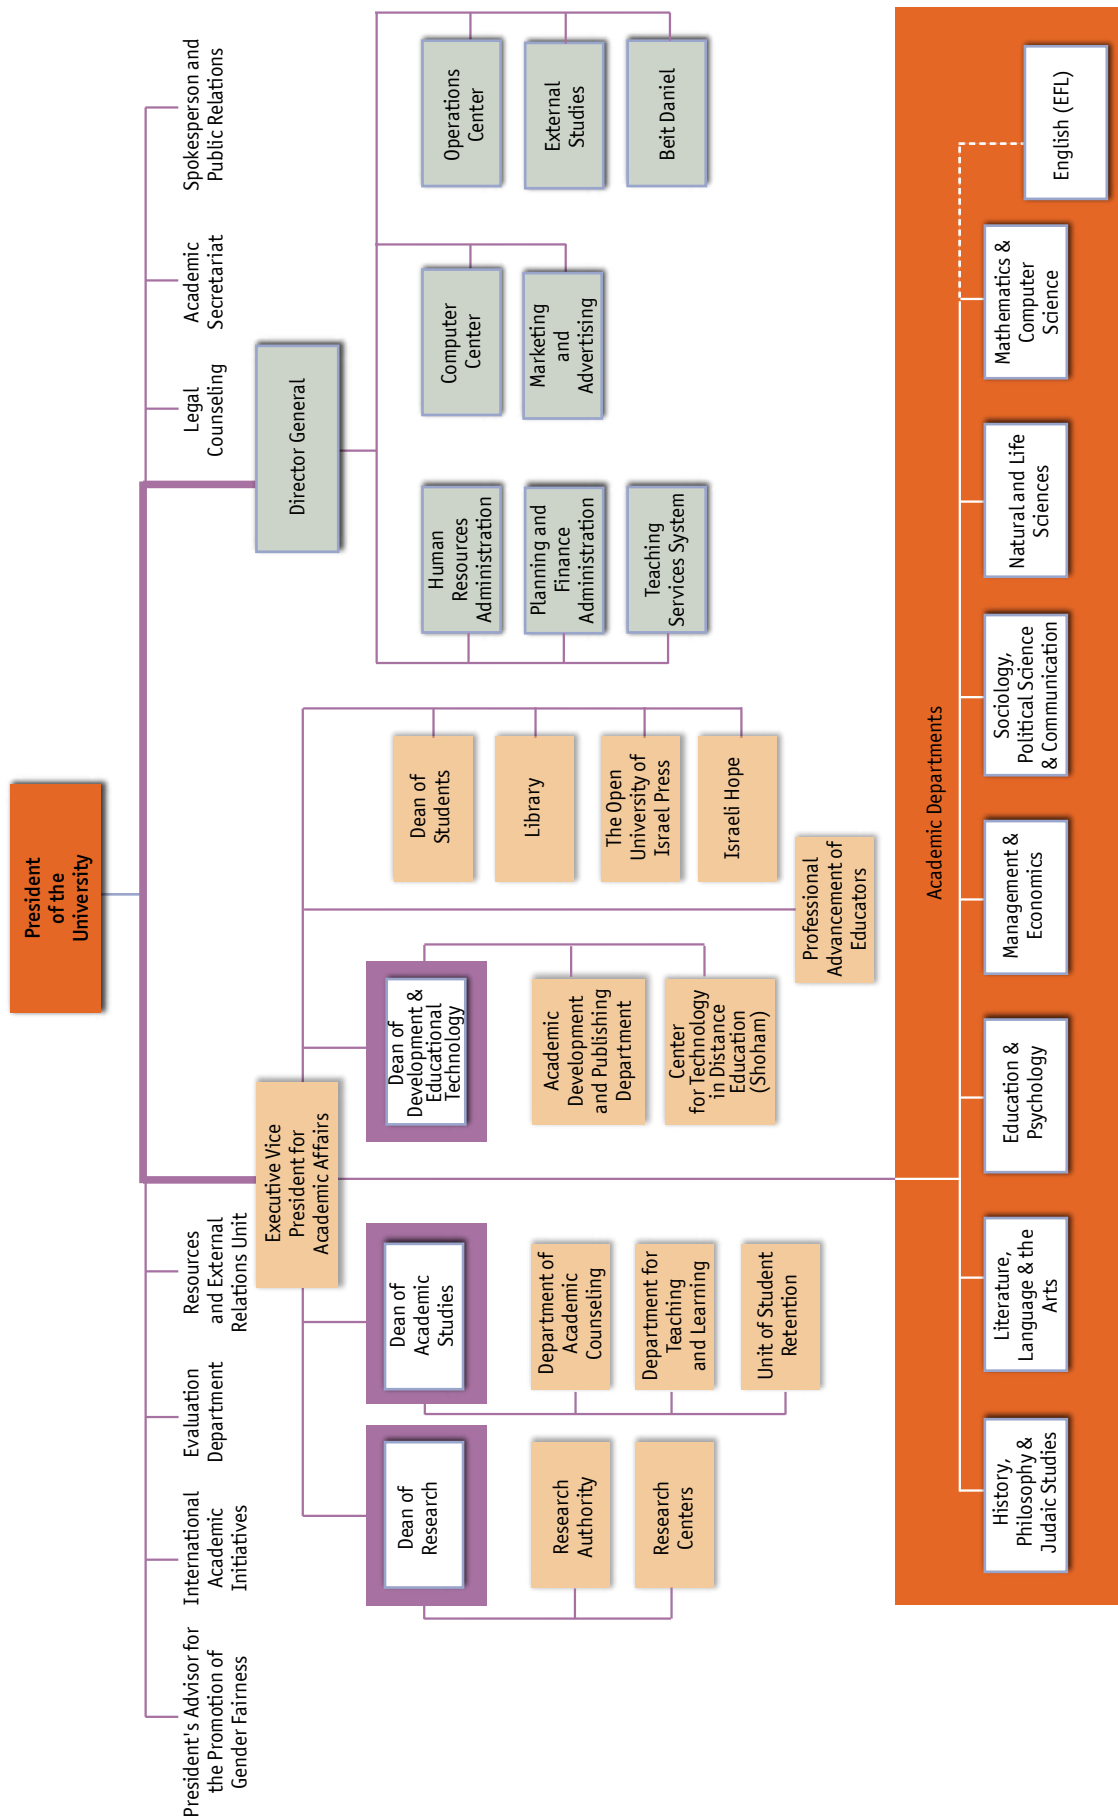 President
of the
University
President's Advisor for
the Promotion of
Gender Fairness
International
Academic
Initiatives
Evaluation
Department
Resources
and External
Relations Unit
Legal
Counseling
Academic
Secretariat
Spokesperson and
Public Relations
Executive Vice
President for
Academic Affairs
Director General
Dean of
Research
Research
Authority
Research
Centers
Dean of
Academic
Studies
Department of
Academic
Counseling
Department for
Teaching
and Learning
Unit of Student
Retention
Dean of
Development &
Educational
Technology
Academic
Development
and Publishing
Department
Center
for Technology
in Distance
Education
(Shoham)
Professional
Advancement of
Educators
Dean of
Students
Library
The Open
University of
Israel Press
Israeli Hope
Human
Resources
Administration
Planning and
Finance
Administration
Teaching
Services System
Computer
Center
Marketing
and
Advertising
Operations
Center
External
Studies
Beit Daniel
Academic Departments
History,
Philosophy &
Judaic Studies
Literature,
Language & the
Arts
Education &
Psychology
Management &
Economics
Sociology,
Political Science
& Communication
Natural and Life
Sciences
Mathematics &
Computer
Science
English (EFL)